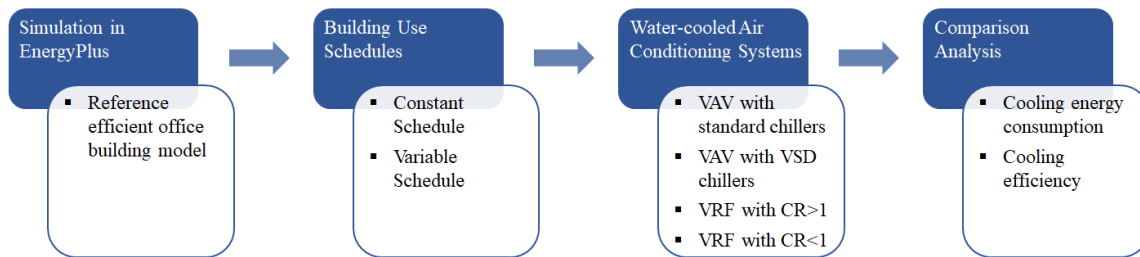 Simulation in
EnergyPlus
▪ Reference
efficient office
building model
Building Use
Schedules
▪ Constant
Schedule
▪ Variable
Schedule
Water-cooled Air
Conditioning Systems
▪ VAV with
standard chillers
▪ VAV with VSD
chillers
▪ VRF with CR>1
▪ VRF with CR<1
Comparison
Analysis
▪ Cooling energy
consumption
▪ Cooling
efficiency